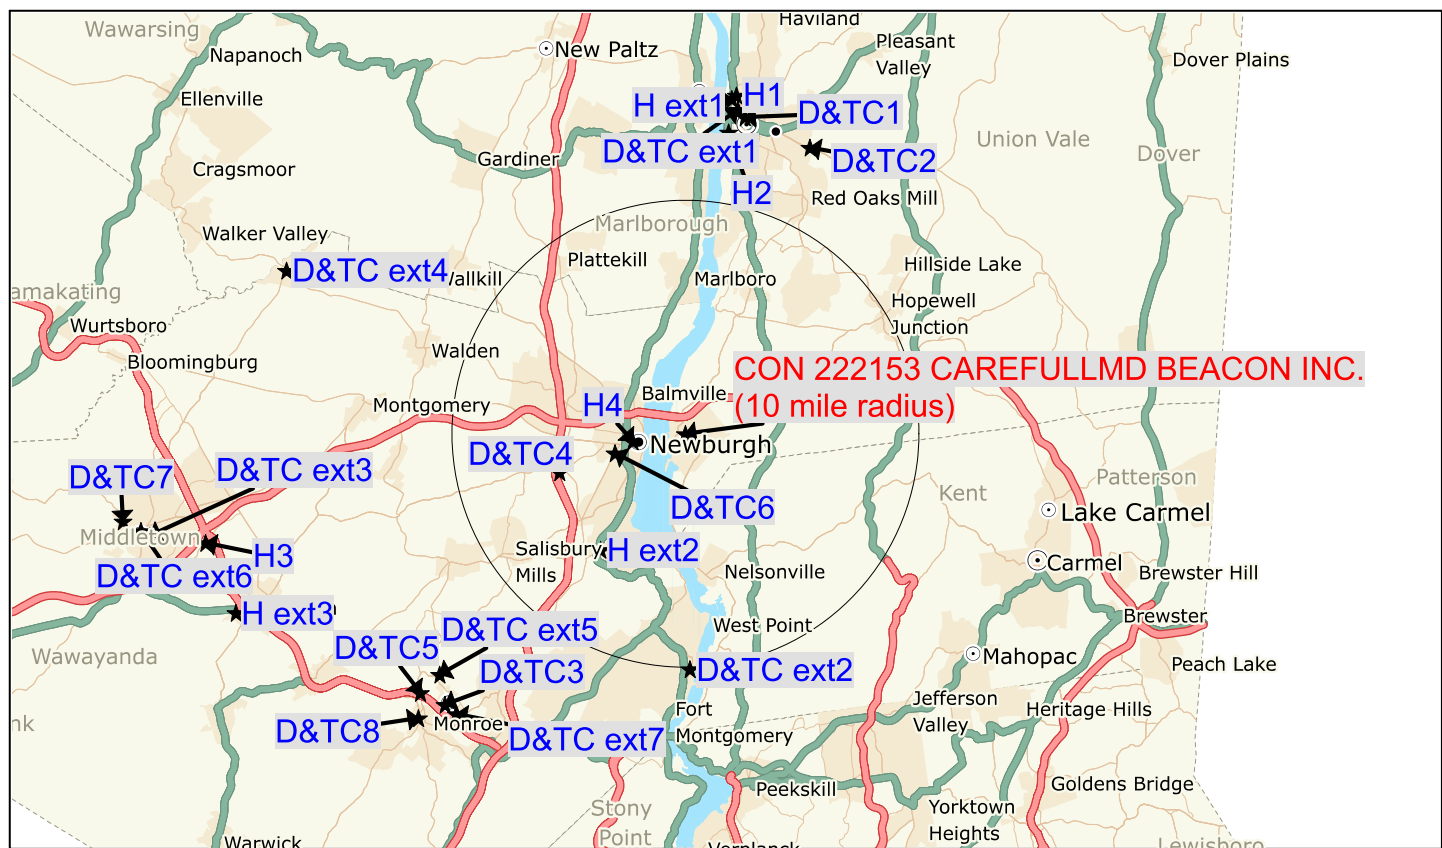 Haviland
Wawarsing
Pleasant
Valley
New Paltz
Napanoch
Dover Plains
Ellenville
H1
H ext1
D&TC1
Union Vale
D&TC ext1
Dover
Gardiner
D&TC2
Cragsmoor
H2
Red Oaks Mill
Marlborough
Walker Valley
Plattekill
Hillside Lake
D&TC ext4
Marlboro
amakating
Hopewell
Junction
Wurtsboro
Walden
Bloomingburg
CON 222153 CAREFULLMD BEACON INC.
(10 mile radius)
Balmville
Montgomery
H4
Newburgh
D&TC4
D&TC ext3
D&TC7
Patterson
Kent
D&TC6
Lake Carmel
Middletown
Salisbury
Mills
H ext2
H3
Carmel
Nelsonville
Brewster Hill
D&TC ext6
H ext3
Brewster
West Point
D&TC ext5
D&TC5
Wawayanda
Mahopac
Peach Lake
D&TC3
D&TC ext2
Jefferson
Valley
Fort
Montgomery
Heritage Hills
nk
D&TC8
Monroe
D&TC ext7
Peekskill
Goldens Bridge
Stony
Point
Yorktown
Heights
Warwick
Verplanck
Lewisboro